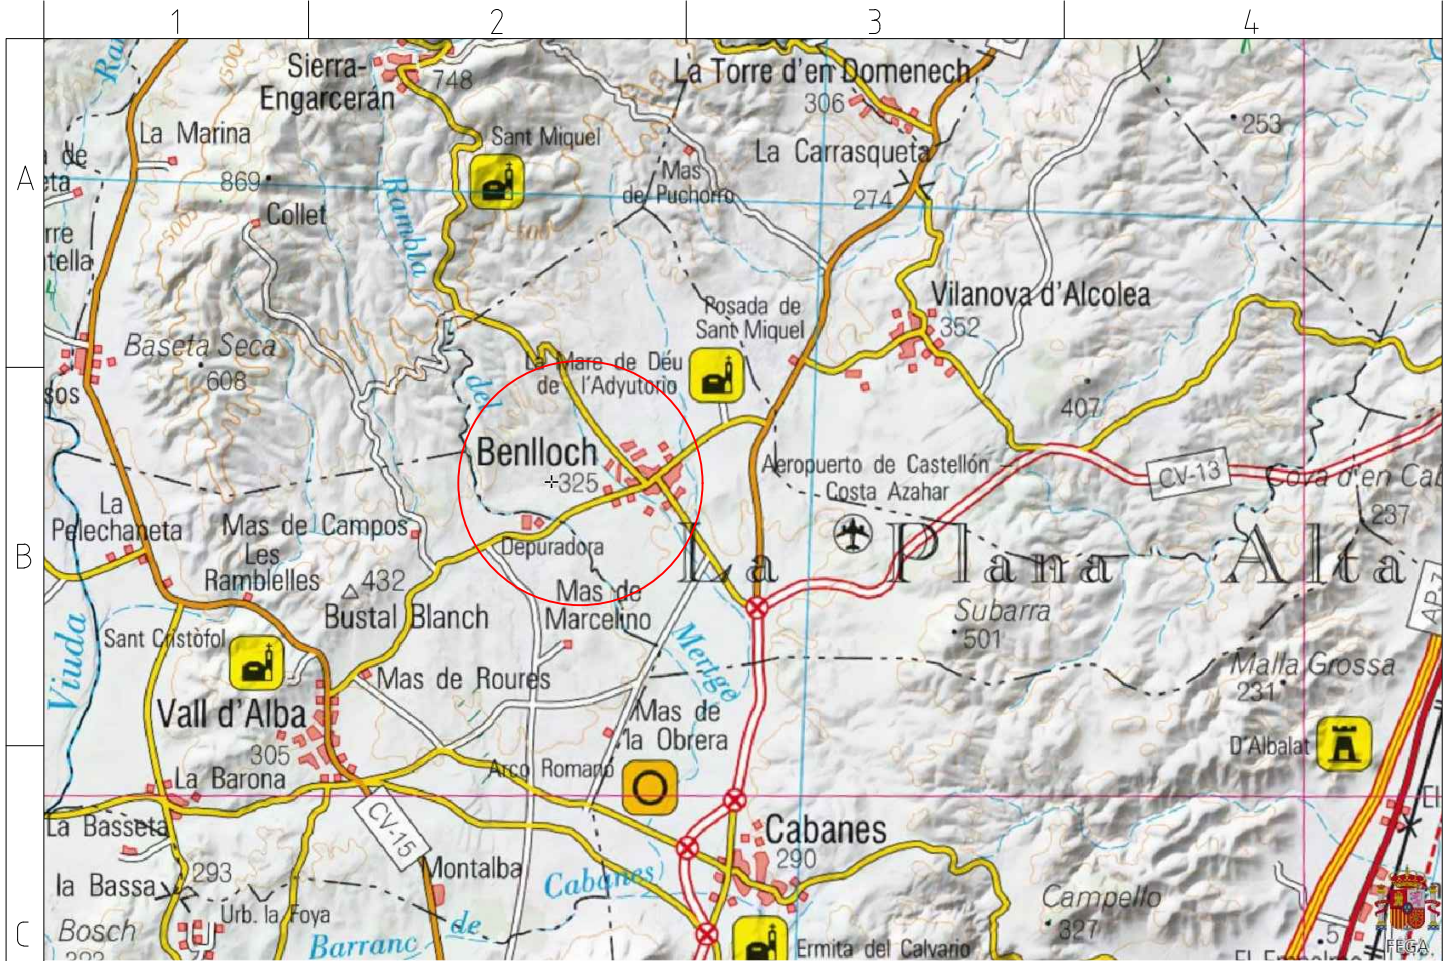 1 2 3 4
A
B
C
Sierra-
Engarcerán
748
La Torre d'en Domenech
306
253
La Marina
Sant Miquel
La Carrasqueta
Mas
de Puchorro
869
274
Collet
500
Rambla
Vilanova d'Alcolea
352
Posada de
Sant Miquel
Baseta Seca
608
La Mare de Déu
de l'Adyutorio
del
407
Benlloch
325
Aeropuerto de Castellón
Costa Azahar
CV-13
237
La
Pelechaneta
Mas de Campos
Les
Ramblelles
Depuradora
La Plana Alta
432
Bustal Blanch
Mas de
Marcelino
Subarra
501
AP-7
Viuda
Sant Cristòfol
Mertgè
Malla Grossa
231
Mas de Roures
Vall d'Alba
305
Mas de
la Obrera
D'Albalat
La Barona
Arco Romano
El
La Basseta
CV-15
Cabanes
290
293
la Bassa
Montalba
Cabanes
Campello
327
Urb. la Foya
Bosch
Barranc de
Ermita del Calvario
FEGA